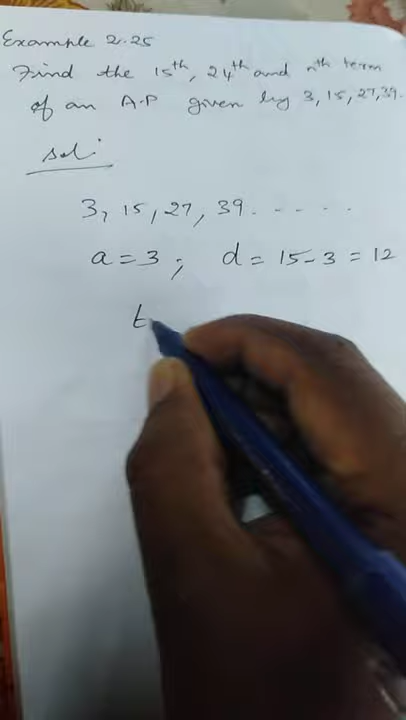 Example 2.25
Find the 15th, 24th and nth term
of an A.P given by 3, 15, 27, 39.
Sol:
3, 15, 27, 39. . . . . .
a = 3 ; d = 15 - 3 = 12
t